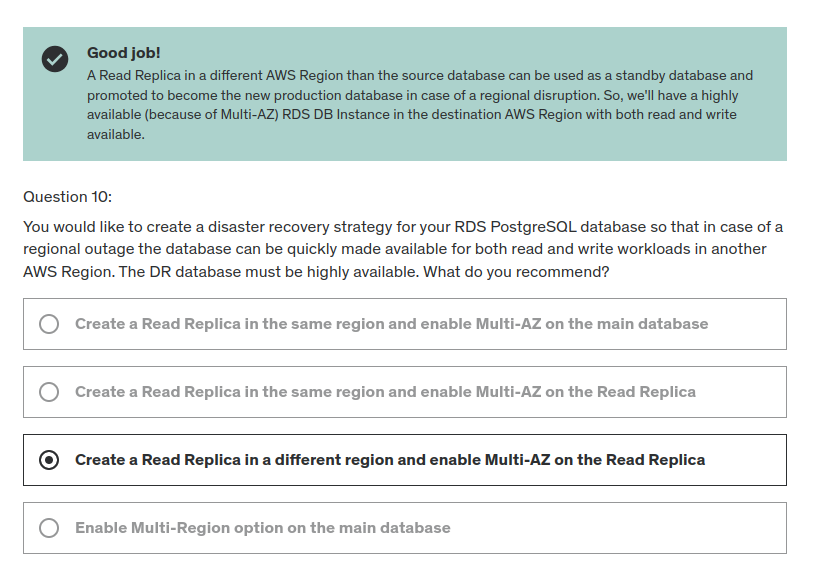 Good job!
A Read Replica in a different AWS Region than the source database can be used as a standby database and
promoted to become the new production database in case of a regional disruption. So, we'll have a highly
available (because of Multi-AZ) RDS DB Instance in the destination AWS Region with both read and write
available.
Question 10:
You would like to create a disaster recovery strategy for your RDS PostgreSQL database so that in case of a
regional outage the database can be quickly made available for both read and write workloads in another
AWS Region. The DR database must be highly available. What do you recommend?
Create a Read Replica in the same region and enable Multi-AZ on the main database
Create a Read Replica in the same region and enable Multi-AZ on the Read Replica
Create a Read Replica in a different region and enable Multi-AZ on the Read Replica
Enable Multi-Region option on the main database